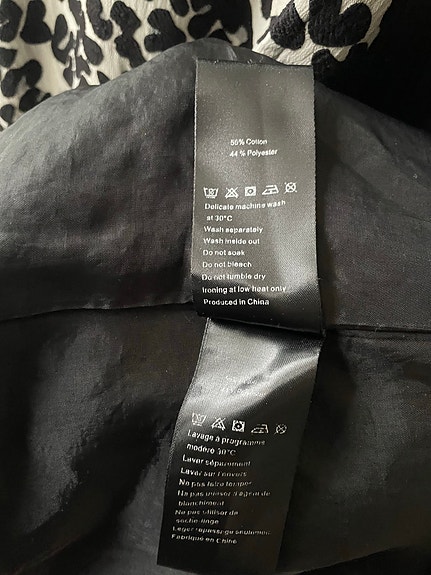 56% Cotton
44% Polyester
Delicate machine wash
at 30°C
Wash separately
Wash inside out
Do not soak
Do not bleach
Do not tumble dry
Ironing at low heat only
Produced in China
Lavage à programme
modéré 30°C
Laver séparément
Laver sur l'envers
Ne pas faire tremper
Ne pas utiliser d'agent de
blanchiment
Ne pas utiliser de
sèche-linge
Léger repassage seulement
Fabriqué en Chine